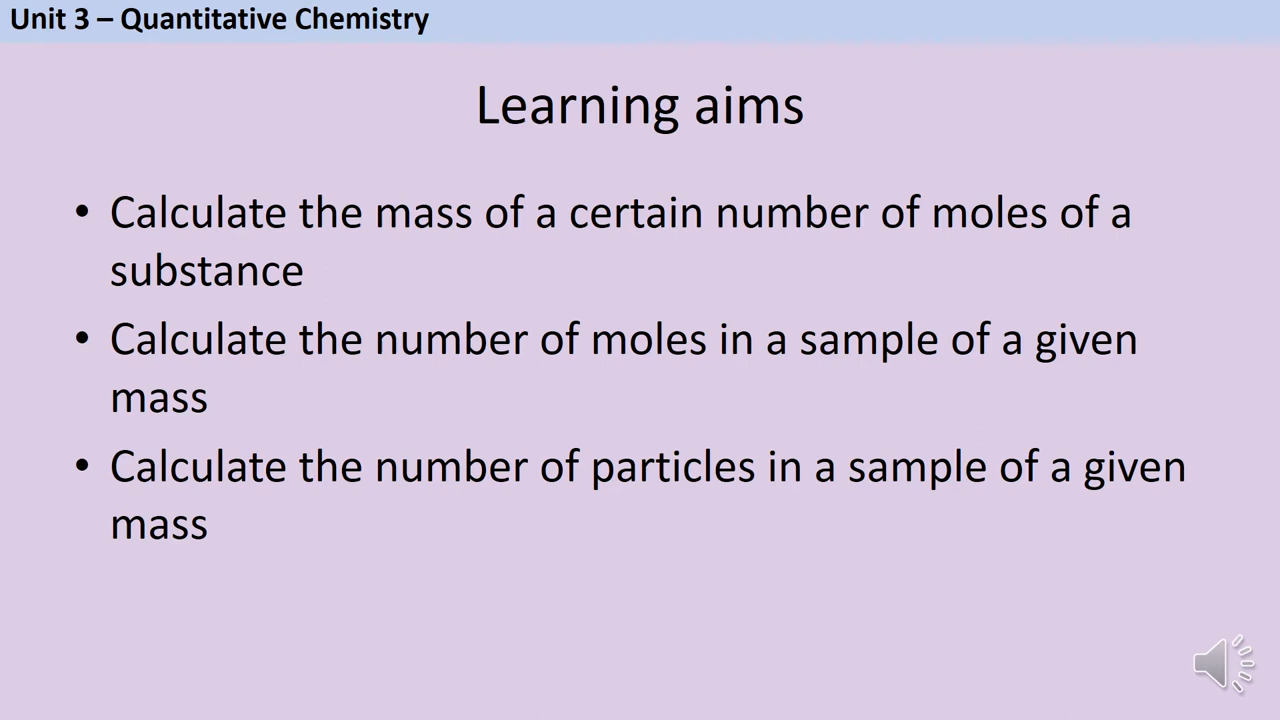 Unit 3 – Quantitative Chemistry
Learning aims
• Calculate the mass of a certain number of moles of a
substance
• Calculate the number of moles in a sample of a given
mass
• Calculate the number of particles in a sample of a given
mass